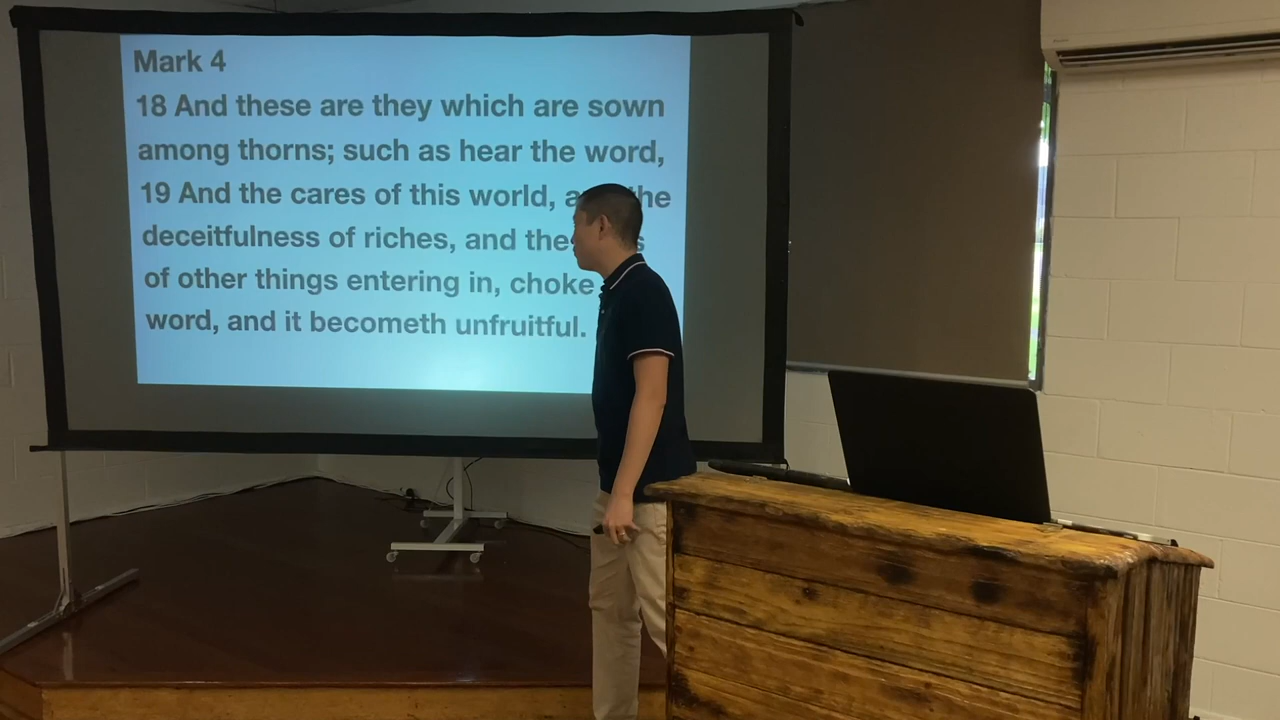 Mark 4
18 And these are they which are sown
among thorns; such as hear the word,
19 And the cares of this world, the
deceitfulness of riches, and the
of other things entering in, choke
word, and it becometh unfruitful.